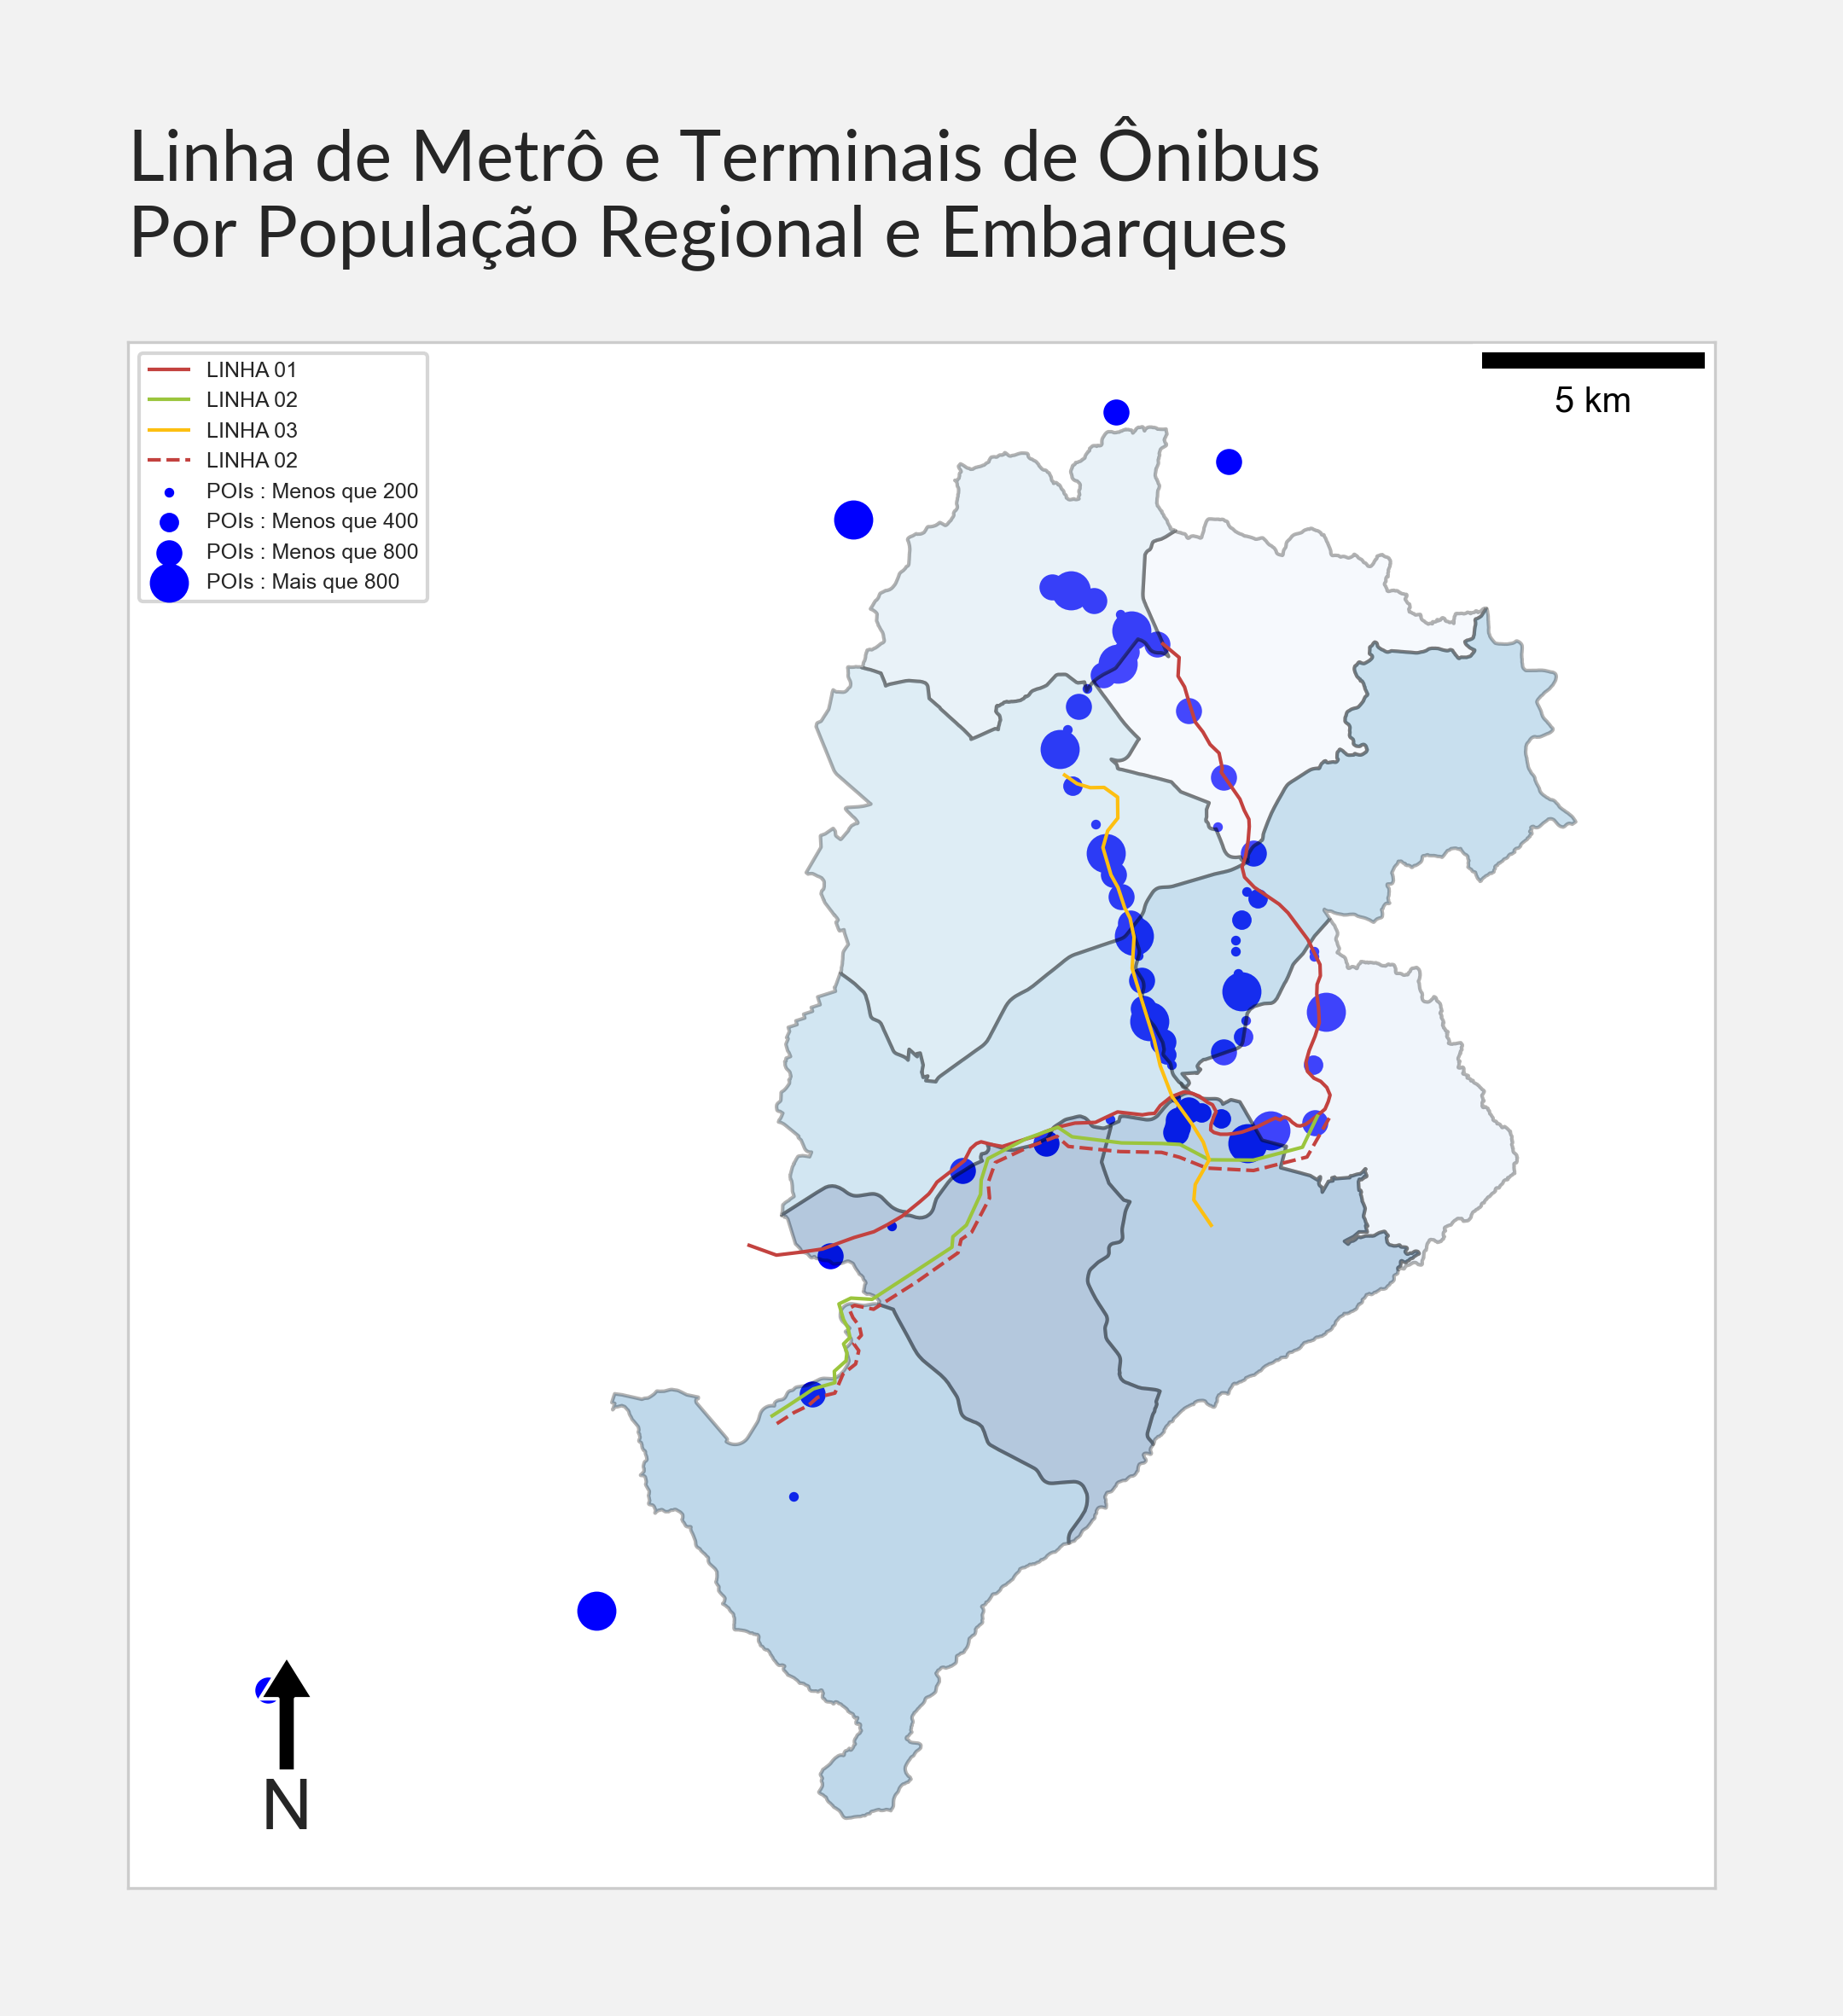 Linha de Metrô e Terminais de Ônibus
Por População Regional e Embarques
LINHA 01
LINHA 02
LINHA 03
LINHA 02
POIs : Menos que 200
POIs : Menos que 400
POIs : Menos que 800
POIs : Mais que 800
5 km
N